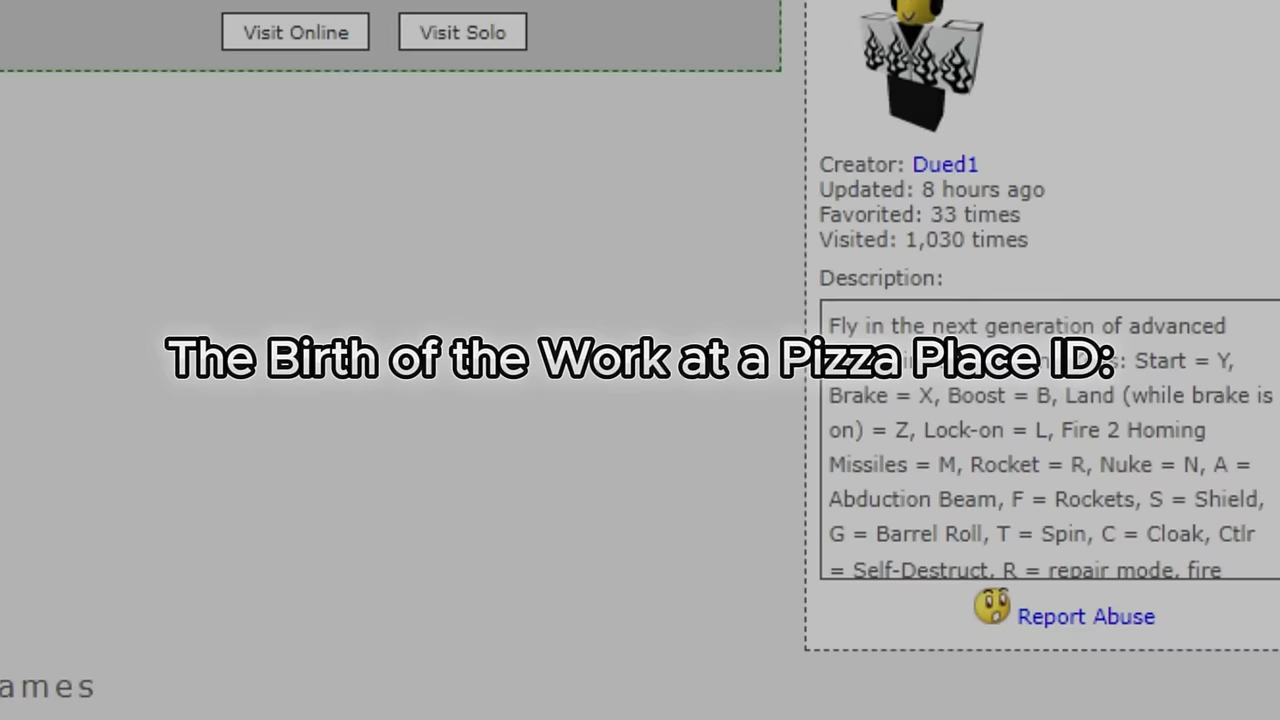 Visit Online
Visit Solo
Creator: Dued1
Updated: 8 hours ago
Favorited: 33 times
Visited: 1,030 times
Description:
Fly in the next generation of advanced
The Birth of the Work at a Pizza Place ID:
: Start = Y,
Brake = X, Boost = B, Land (while brake is
on) = Z, Lock-on = L, Fire 2 Homing
Missiles = M, Rocket = R, Nuke = N, A =
Abduction Beam, F = Rockets, S = Shield,
G = Barrel Roll, T = Spin, C = Cloak, Ctlr
= Self-Destruct, R = repair mode, fire
Report Abuse
ames